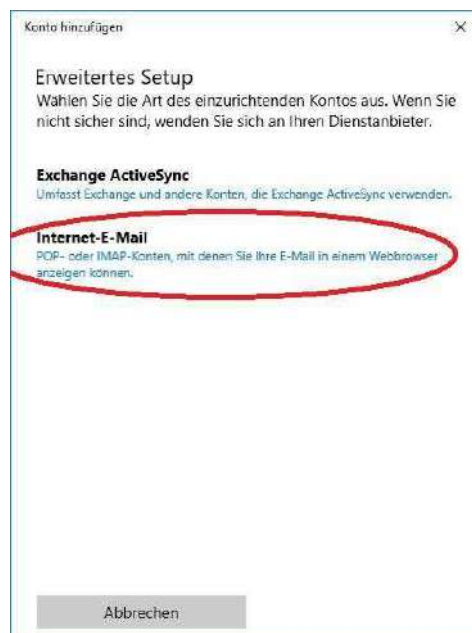 Konto hinzufügen
Erweitertes Setup
Wählen Sie die Art des einzurichtenden Kontos aus. Wenn Sie
nicht sicher sind, wenden Sie sich an Ihren Dienstanbieter.
Exchange ActiveSync
Umfasst Exchange und andere Konten, die Exchange ActiveSync verwenden.
Internet-E-Mail
POP- oder IMAP-Konten, mit denen Sie Ihre E-Mail in einem Webbrowser
anzeigen können.
Abbrechen